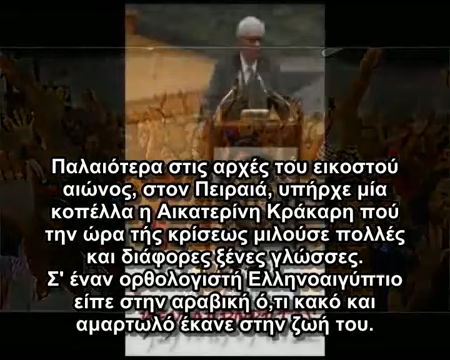 Παλαιότερα στις αρχές του εικοστού
αιώνος, στον Πειραιά, υπήρχε μία
κοπέλλα η Αικατερίνη Κράκαρη πού
την ώρα τής κρίσεως μιλούσε πολλές
και διάφορες ξένες γλώσσες.
Σ' έναν ορθολογιστή Ελληνοαιγύπτιο
είπε στην αραβική ό,τι κακό και
αμαρτωλό έκανε στην ζωή του.